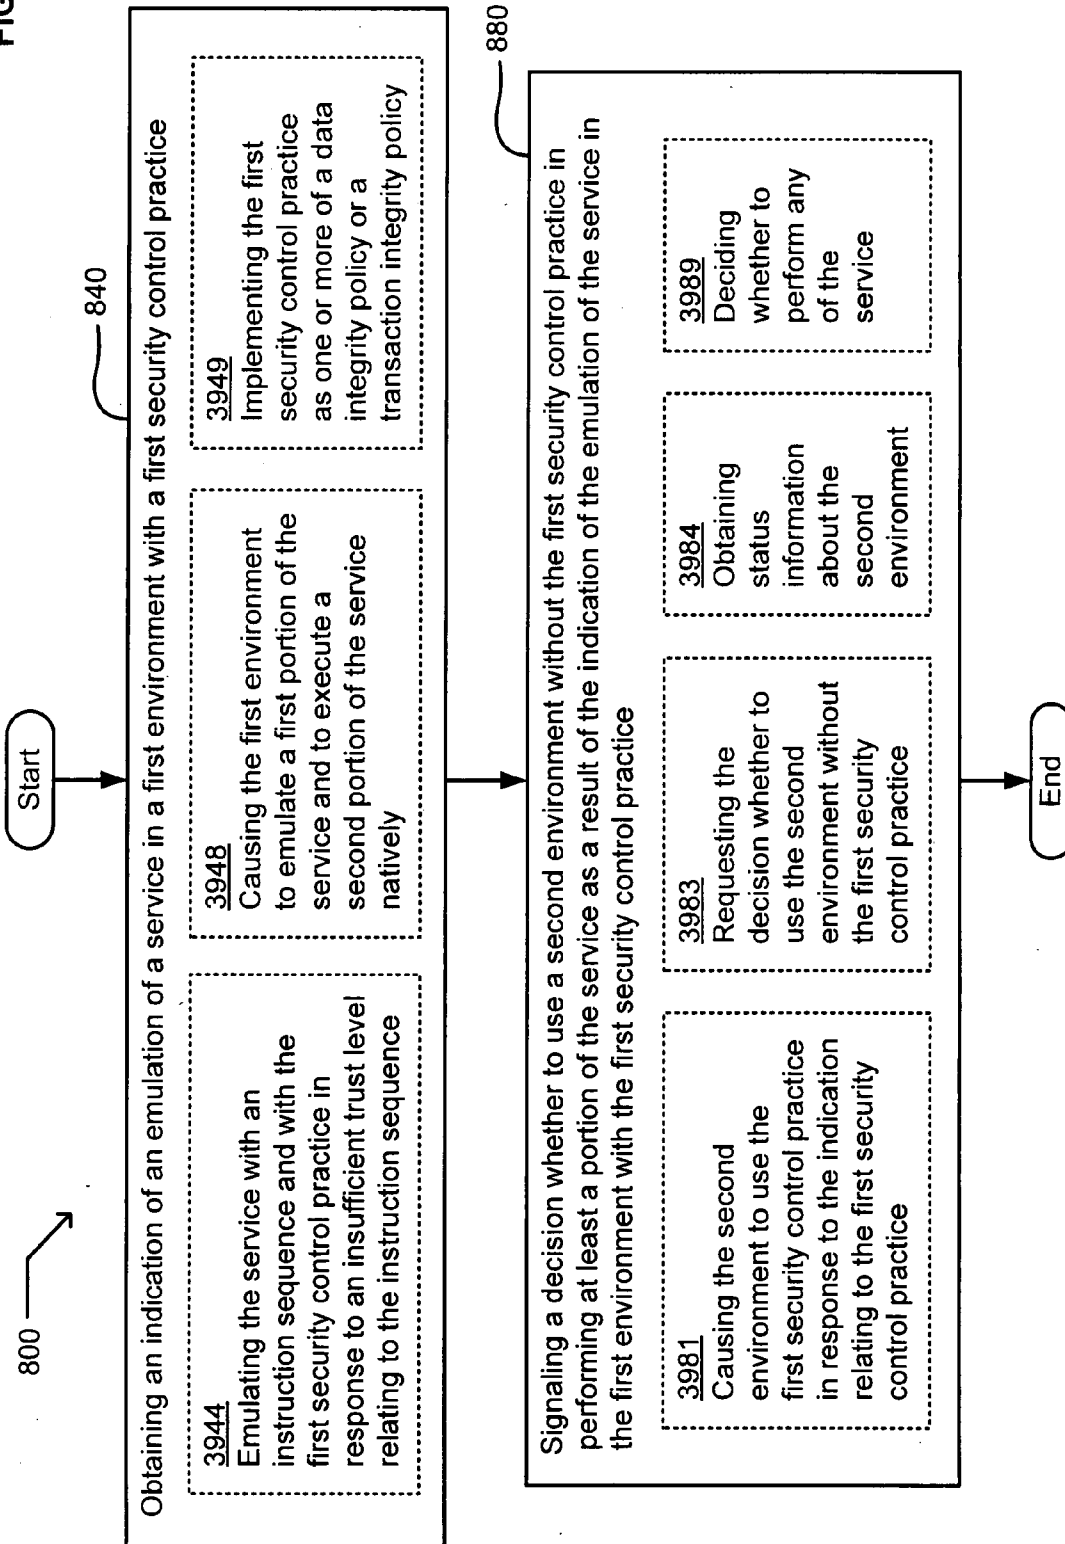 FIG
800
Start
840
Obtaining an indication of an emulation of a service in a first environment with a first security control practice
3944
Emulating the service with an
instruction sequence and with the
first security control practice in
response to an insufficient trust level
relating to the instruction sequence
3948
Causing the first environment
to emulate a first portion of the
service and to execute a
second portion of the service
natively
3949
Implementing the first
security control practice
as one or more of a data
integrity policy or a
transaction integrity policy
880
Signaling a decision whether to use a second environment without the first security control practice in
performing at least a portion of the service as a result of the indication of the emulation of the service in
the first environment with the first security control practice
3981
Causing the second
environment to use the
first security control practice
in response to the indication
relating to the first security
control practice
3983
Requesting the
decision whether to
use the second
environment without
the first security
control practice
3984
Obtaining
status
information
about the
second
environment
3989
Deciding
whether to
perform any
of the
service
End